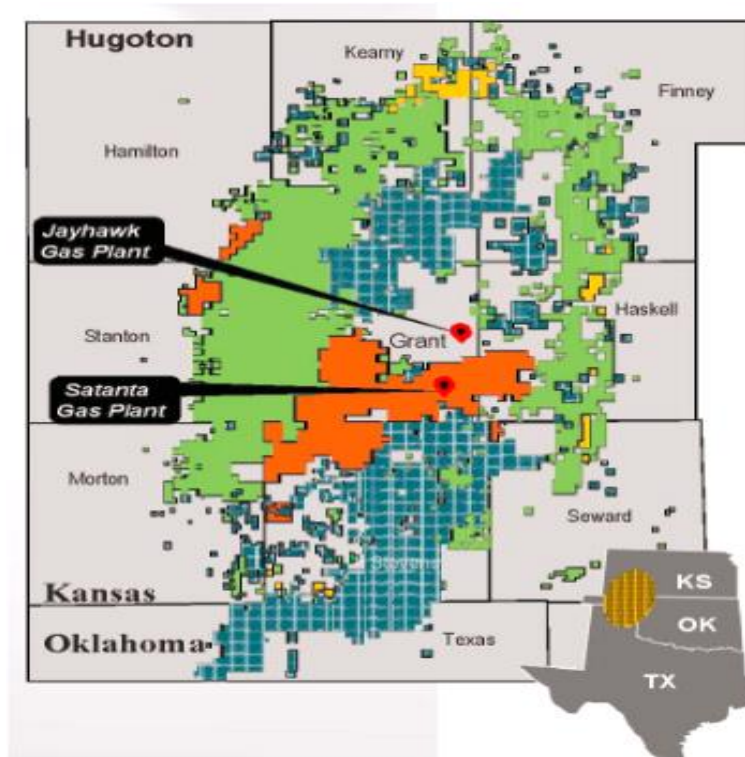 Hugoton
Kearny
Finney
Hamilton
Jayhawk
Gas Plant
Stanton
Grant
Haskell
Satanta
Gas Plant
Morton
Seward
Stevens
Kansas
Oklahoma
Texas
KS
OK
TX